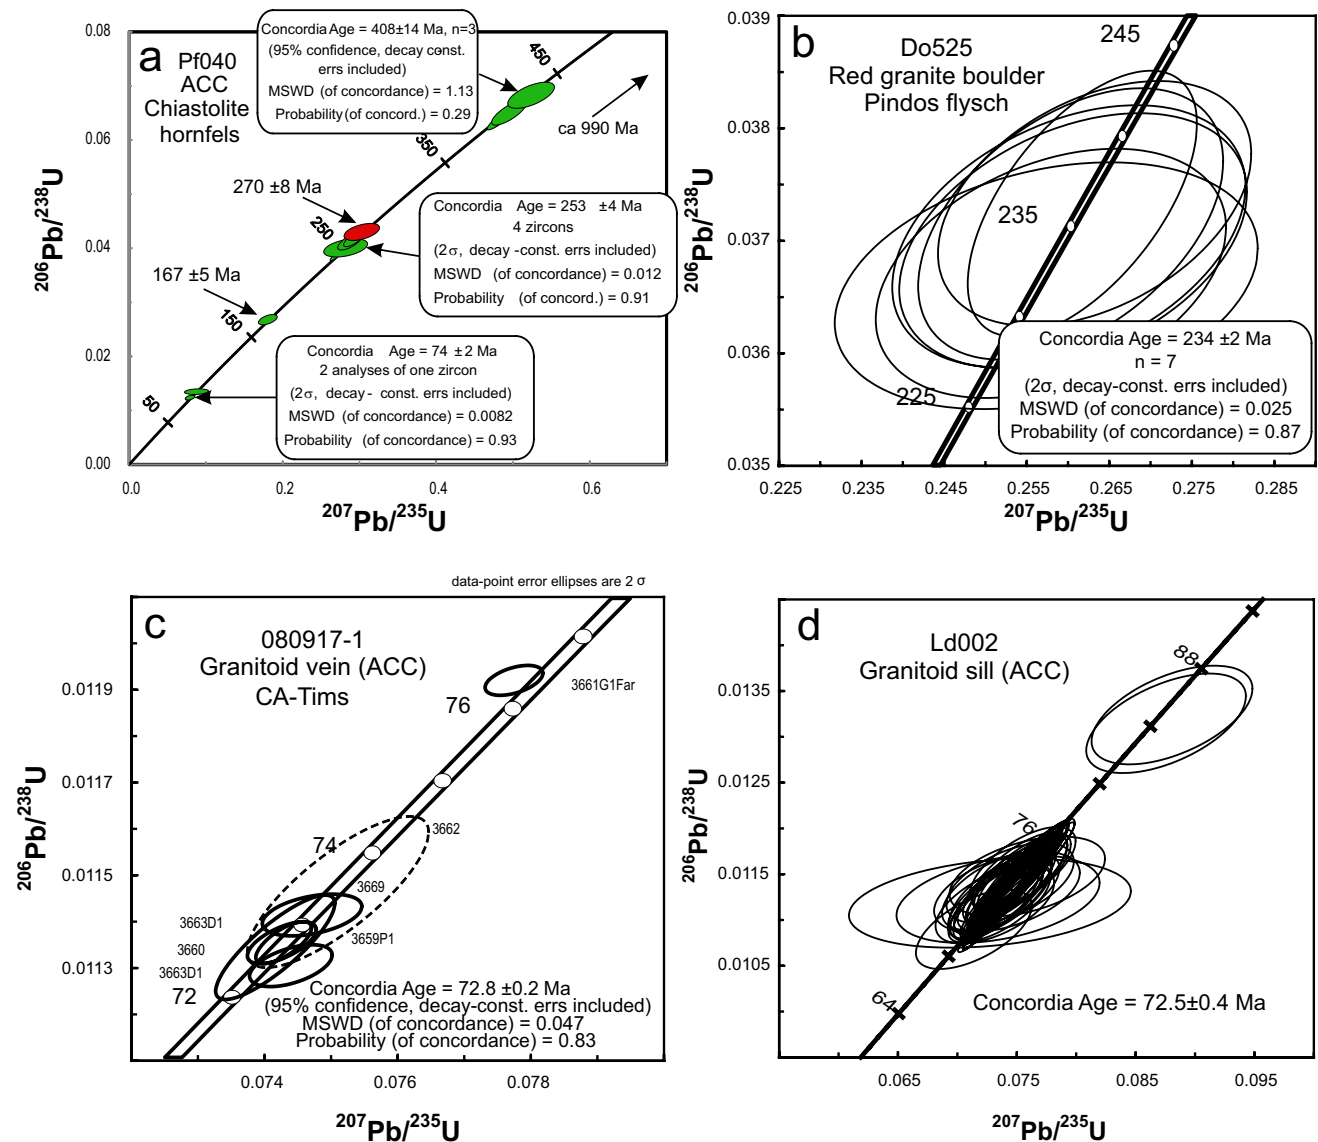 a
Pf040
ACC
Chiastolite
hornfels
Concordia Age = 408±14 Ma, n=3
(95% confidence, decay const.
errs included)
MSWD (of concordance) = 1.13
Probability (of concord.) = 0.29
450
350
ca 990 Ma
270 ±8 Ma
250
Concordia Age = 253 ±4 Ma
4 zircons
(2σ, decay -const. errs included)
MSWD (of concordance) = 0.012
Probability (of concord.) = 0.91
167 ±5 Ma
150
Concordia Age = 74 ±2 Ma
2 analyses of one zircon
(2σ, decay - const. errs included)
MSWD (of concordance) = 0.0082
Probability (of concordance) = 0.93
50
0.08
0.06
0.04
0.02
0.00
0.0 0.2 0.4 0.6
206Pb/238U
207Pb/235U
b
Do525
Red granite boulder
Pindos flysch
245
235
225
Concordia Age = 234 ±2 Ma
n = 7
(2σ, decay-const. errs included)
MSWD (of concordance) = 0.025
Probability (of concordance) = 0.87
0.039
0.038
0.037
0.036
0.035
0.225 0.235 0.245 0.255 0.265 0.275 0.285
206Pb/238U
207Pb/235U
data-point error ellipses are 2 σ
c
080917-1
Granitoid vein (ACC)
CA-Tims
3661G1Far
76
74
3662
3669
3663D1
3659P1
3660
3663D1
72
Concordia Age = 72.8 ±0.2 Ma
(95% confidence, decay-const. errs included)
MSWD (of concordance) = 0.047
Probability (of concordance) = 0.83
0.0119
0.0117
0.0115
0.0113
0.074 0.076 0.078
206Pb/238U
207Pb/235U
d
Ld002
Granitoid sill (ACC)
88
76
64
Concordia Age = 72.5±0.4 Ma
0.0135
0.0125
0.0115
0.0105
0.065 0.075 0.085 0.095
206Pb/238U
207Pb/235U